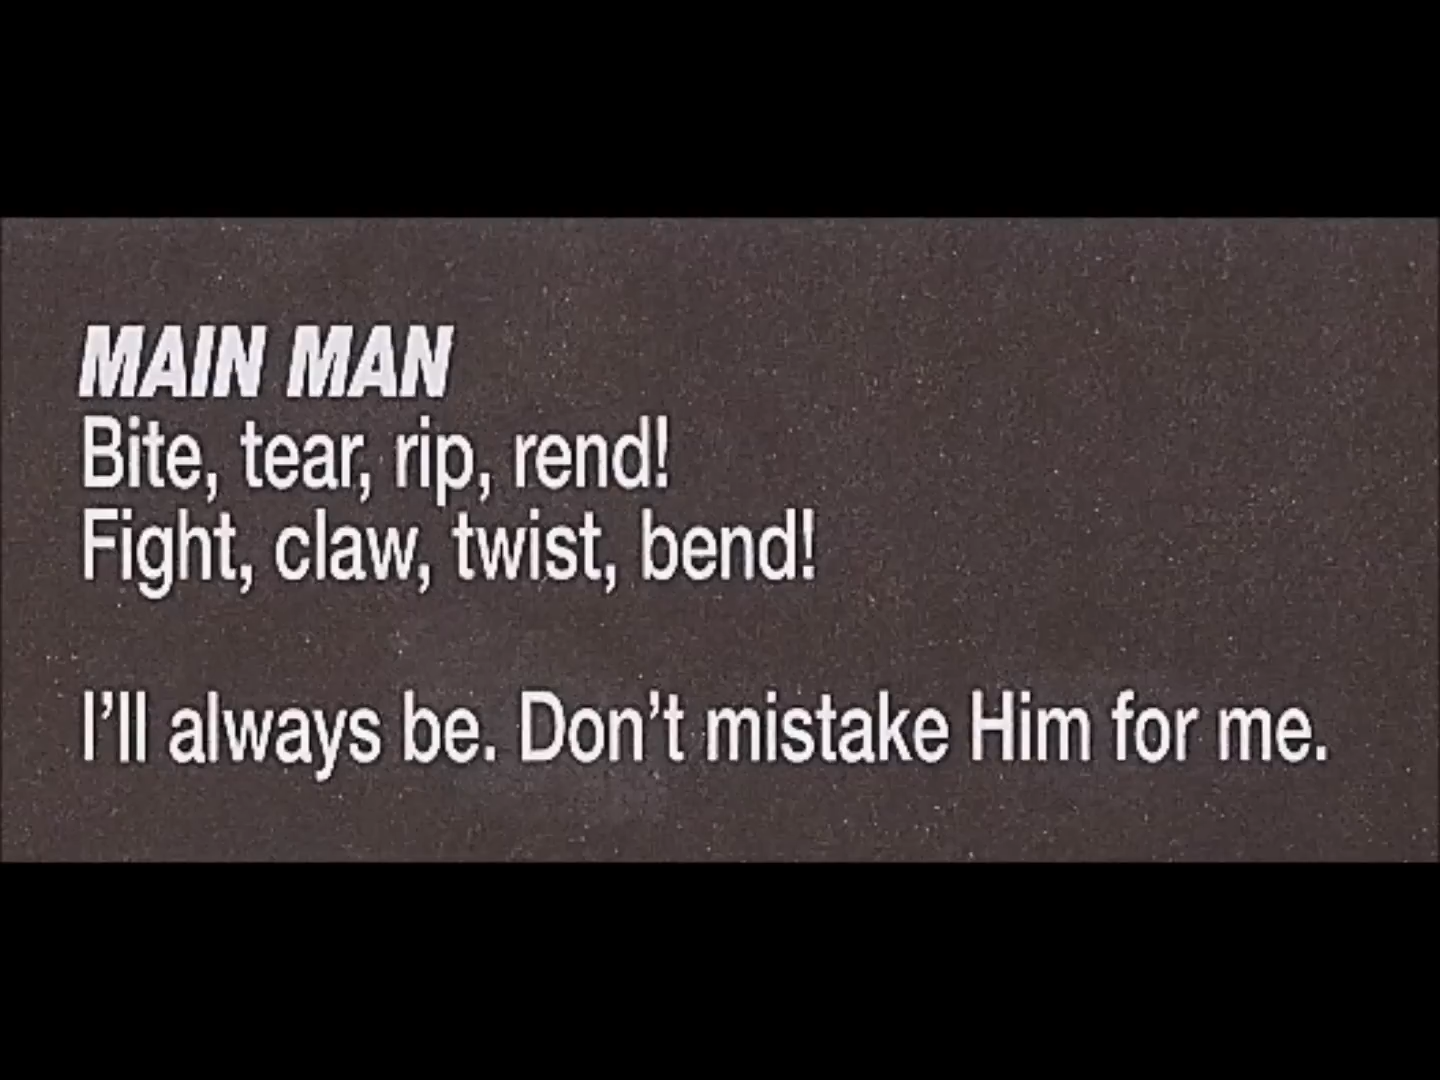 MAIN MAN
Bite, tear, rip, rend!
Fight, claw, twist, bend!
I'll always be. Don't mistake Him for me.